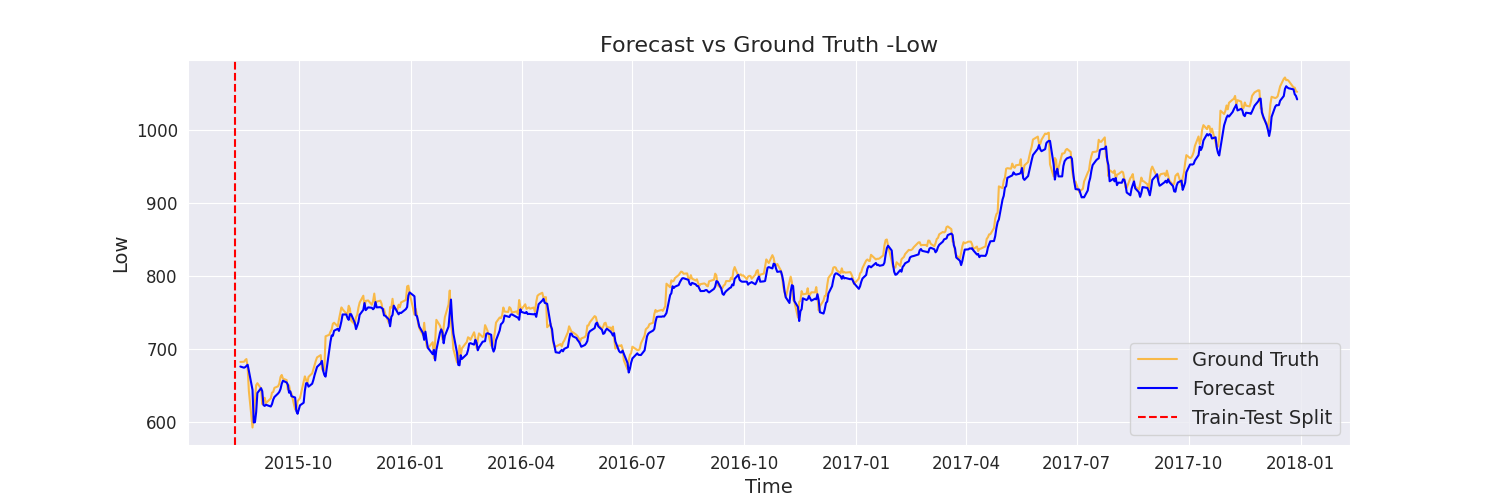 Forecast vs Ground Truth -Low
Low
1000
900
800
700
600
2015-10 2016-01 2016-04 2016-07 2016-10 2017-01 2017-04 2017-07 2017-10 2018-01
Time
Ground Truth
Forecast
Train-Test Split